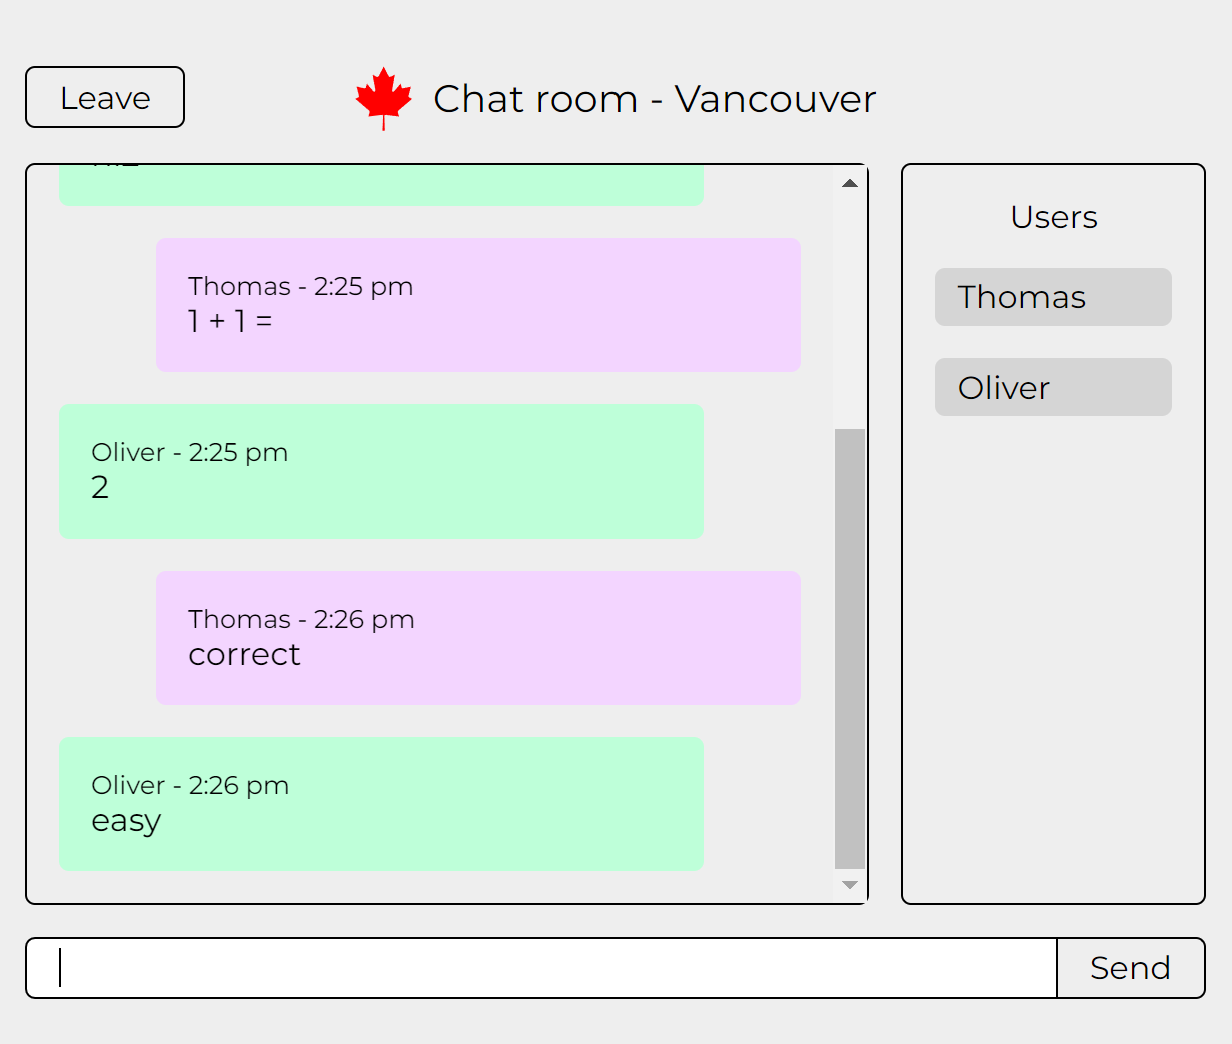 Leave
Chat room - Vancouver
Thomas - 2:25 pm
1 + 1 =
Oliver - 2:25 pm
2
Thomas - 2:26 pm
correct
Oliver - 2:26 pm
easy
Users
Thomas
Oliver
Send